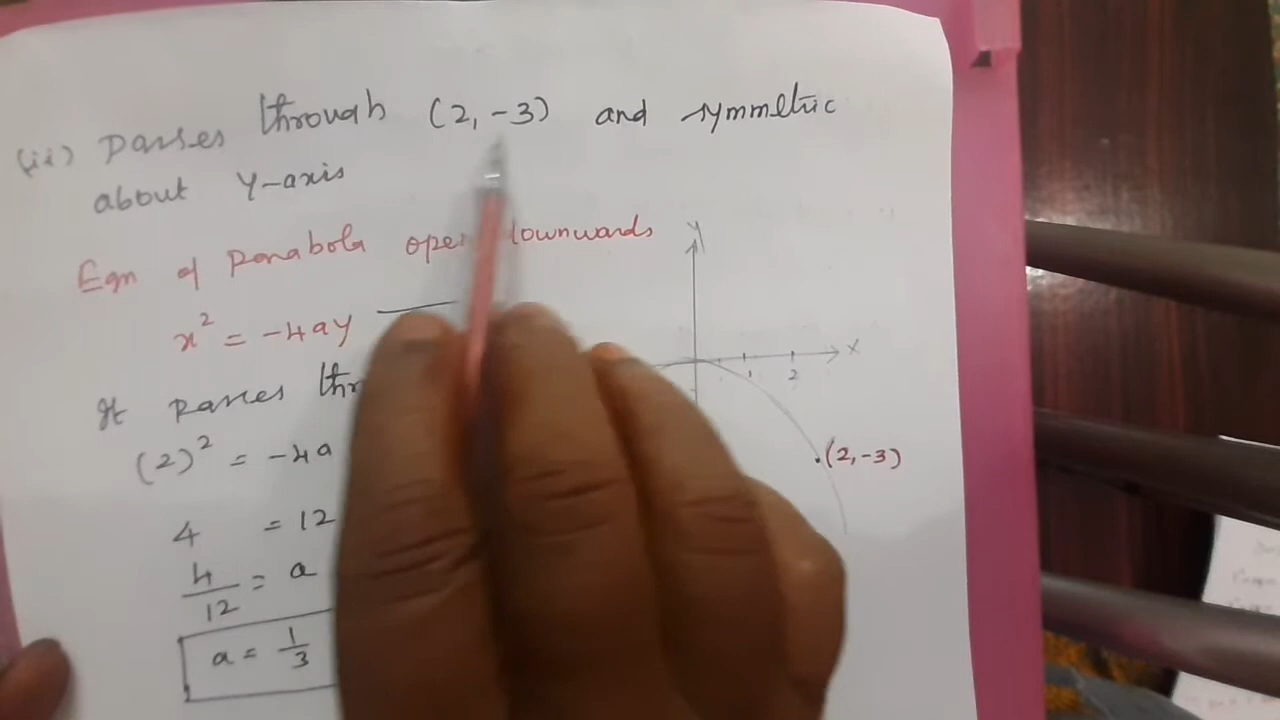 (ii) Passes through (2, -3) and symmetric
about Y-axis
Eqn of Parabola open downwards
x² = -4ay
It passes
(2)² = -4a
4 = 12
4/12 = a
a = 1/3
Y
X
1
2
(2, -3)